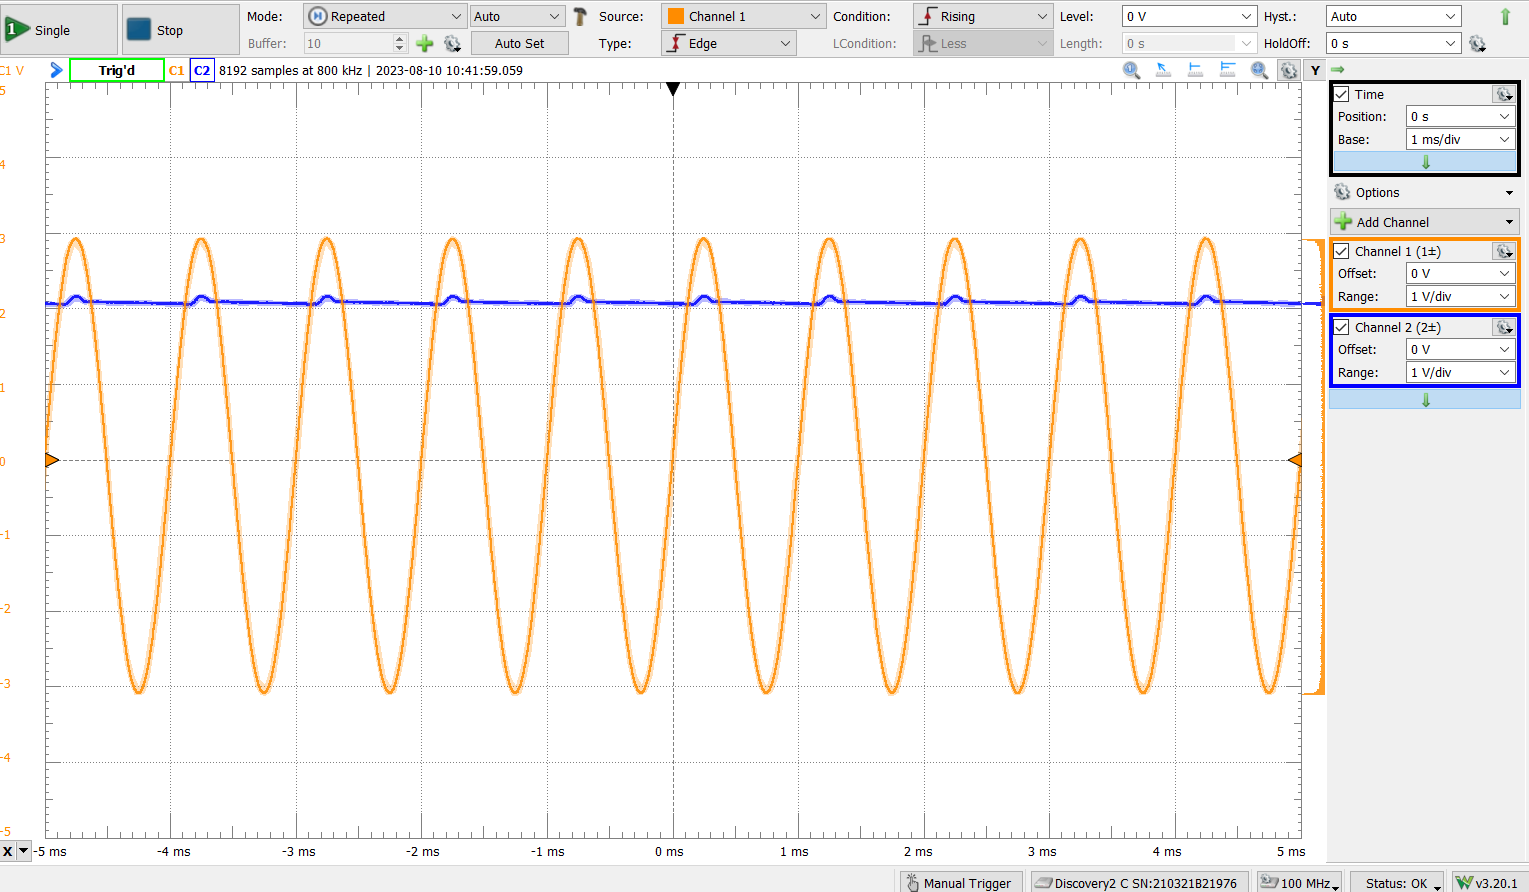 Single
Stop
Mode: Repeated Auto Source: Channel 1 Condition: Rising Level: 0 V Hyst.: Auto
Buffer: 10 Auto Set Type: Edge LCondition: Less Length: 0 s HoldOff: 0 s
C1 V Trig'd C1 C2 8192 samples at 800 kHz | 2023-08-10 10:41:59.059 Y
5
4
3
2
1
0
-1
-2
-3
-4
-5
X -5 ms -4 ms -3 ms -2 ms -1 ms 0 ms 1 ms 2 ms 3 ms 4 ms 5 ms
Time
Position: 0 s
Base: 1 ms/div
Options
Add Channel
Channel 1 (1±)
Offset: 0 V
Range: 1 V/div
Channel 2 (2±)
Offset: 0 V
Range: 1 V/div
Manual Trigger Discovery2 C SN:210321B21976 100 MHz Status: OK v3.20.1